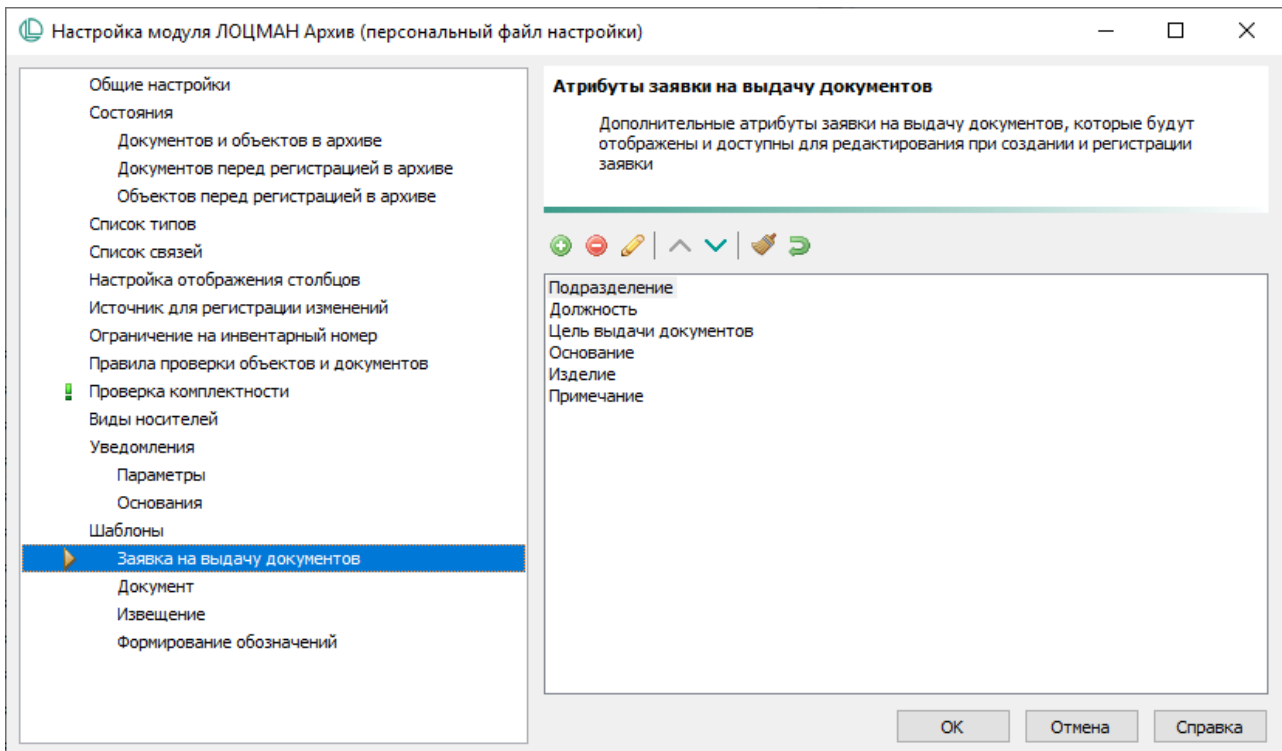 Настройка модуля ЛОЦМАН Архив (персональный файл настройки)
Общие настройки
Состояния
Документов и объектов в архиве
Документов перед регистрацией в архиве
Объектов перед регистрацией в архиве
Список типов
Список связей
Настройка отображения столбцов
Источник для регистрации изменений
Ограничение на инвентарный номер
Правила проверки объектов и документов
Проверка комплектности
Виды носителей
Уведомления
Параметры
Основания
Шаблоны
Заявка на выдачу документов
Документ
Извещение
Формирование обозначений
Атрибуты заявки на выдачу документов
Дополнительные атрибуты заявки на выдачу документов, которые будут
отображены и доступны для редактирования при создании и регистрации
заявки
Подразделение
Должность
Цель выдачи документов
Основание
Изделие
Примечание
OK
Отмена
Справка